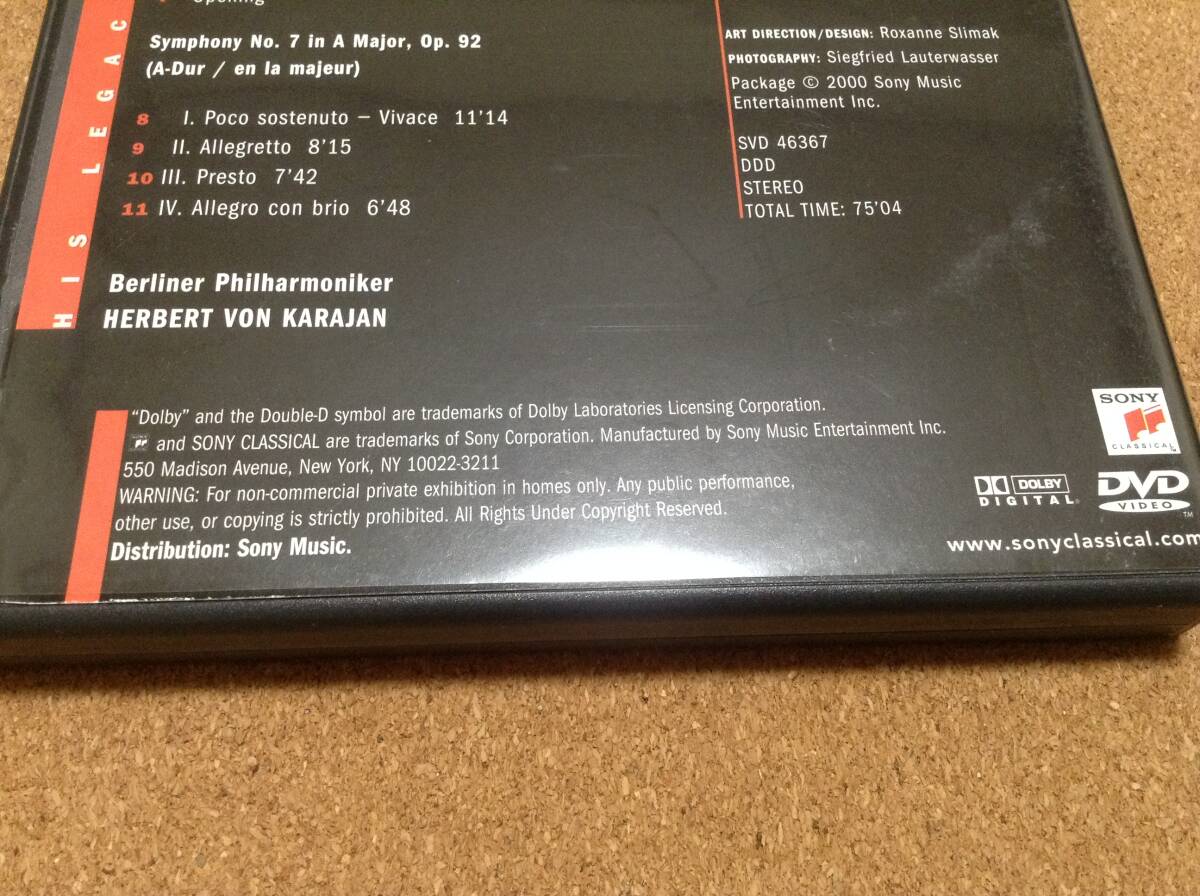 Opening
Symphony No. 7 in A Major, Op. 92
(A-Dur / en la majeur)
8 I. Poco sostenuto – Vivace 11'14
9 II. Allegretto 8'15
10 III. Presto 7'42
11 IV. Allegro con brio 6'48
Berliner Philharmoniker
HERBERT VON KARAJAN
HIS LEGAC
ART DIRECTION/DESIGN: Roxanne Slimak
PHOTOGRAPHY: Siegfried Lauterwasser
Package © 2000 Sony Music
Entertainment Inc.
SVD 46367
DDD
STEREO
TOTAL TIME: 75'04
"Dolby" and the Double-D symbol are trademarks of Dolby Laboratories Licensing Corporation.
and SONY CLASSICAL are trademarks of Sony Corporation. Manufactured by Sony Music Entertainment Inc.
550 Madison Avenue, New York, NY 10022-3211
WARNING: For non-commercial private exhibition in homes only. Any public performance,
other use, or copying is strictly prohibited. All Rights Under Copyright Reserved.
Distribution: Sony Music.
SONY
CLASSICAL
DOLBY
DIGITAL
DVD
VIDEO
TM
www.sonyclassical.com